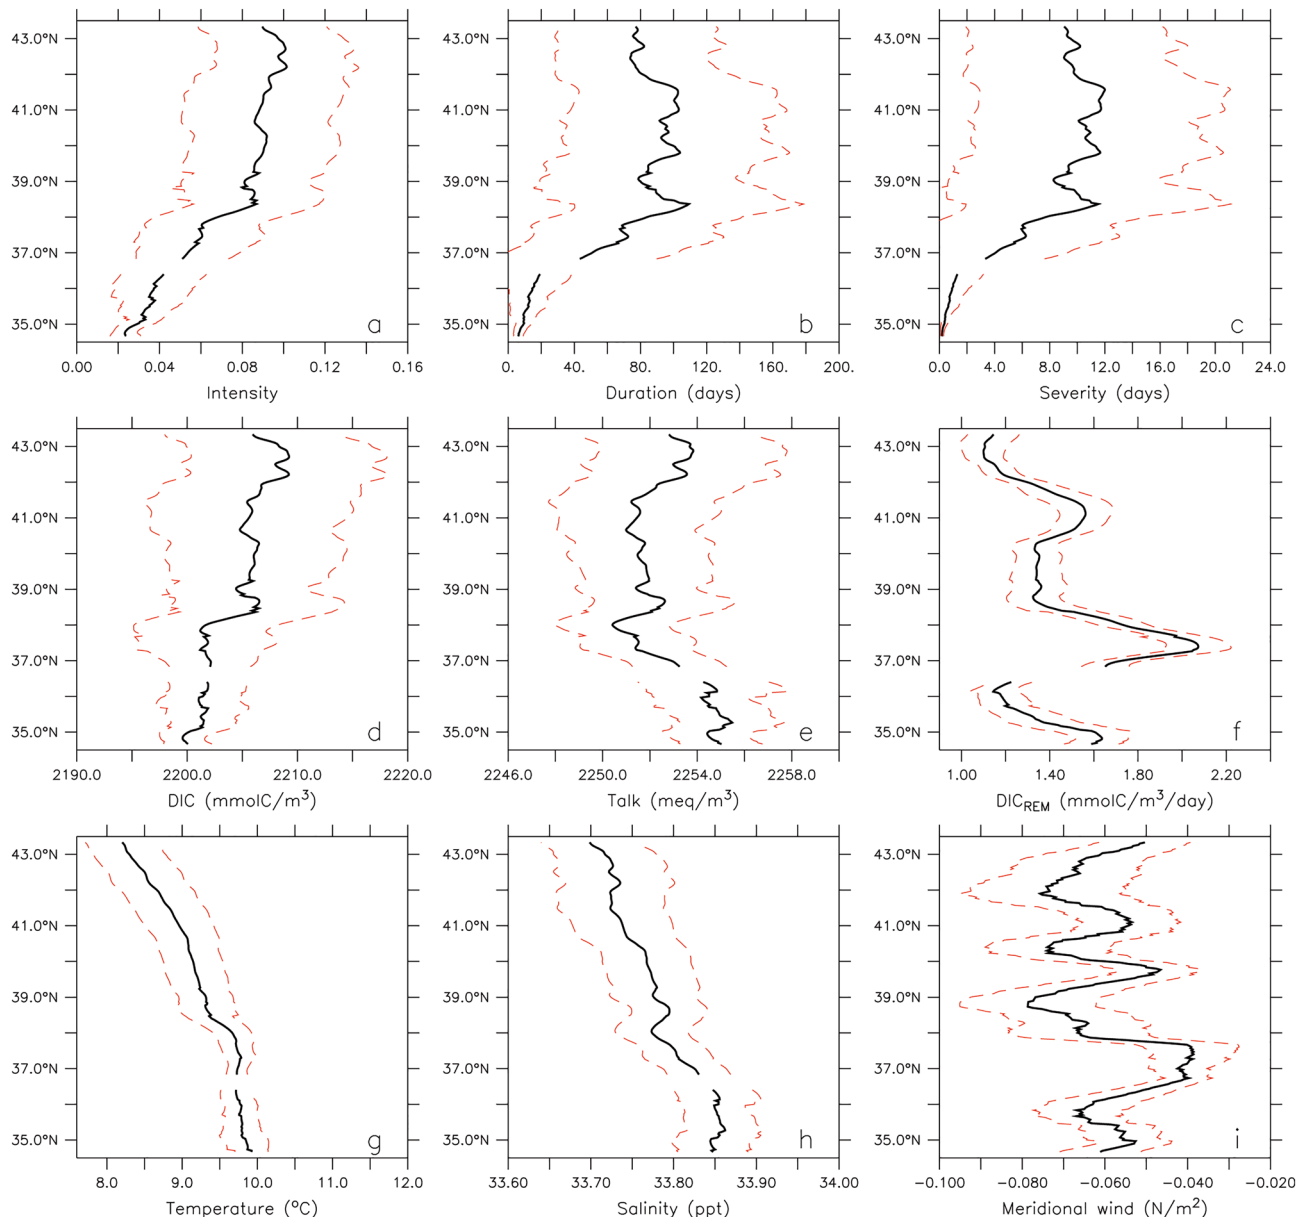 43.0°N 43.0°N 43.0°N
41.0°N 41.0°N 41.0°N
39.0°N 39.0°N 39.0°N
37.0°N 37.0°N 37.0°N
35.0°N a 35.0°N b 35.0°N c
0. 0.04 0.08 0.12 0.16 0. 40. 80. 120. 160. 200. 0.0 4.0 8.0 12.0 16.0 20.0 24.0
Intensity Duration (days) Severity (days)
43.0°N 43.0°N 43.0°N
41.0°N 41.0°N 41.0°N
39.0°N 39.0°N 39.0°N
37.0°N 37.0°N 37.0°N
35.0°N d 35.0°N e 35.0°N f
2190.0 2200.0 2210.0 2220.0 2246.0 2250.0 2254.0 2258.0 1.00 1.40 1.80 2.20
DIC (mmolC/m³) Talk (meq/m³) DIC_REM (mmolC/m³/day)
43.0°N 43.0°N 43.0°N
41.0°N 41.0°N 41.0°N
39.0°N 39.0°N 39.0°N
37.0°N 37.0°N 37.0°N
35.0°N g 35.0°N h 35.0°N i
8.0 9.0 10.0 11.0 12.0 33.60 33.70 33.80 33.90 34.00 -0.100 -0.080 -0.060 -0.040 -0.020
Temperature (°C) Salinity (ppt) Meridional wind (N/m²)